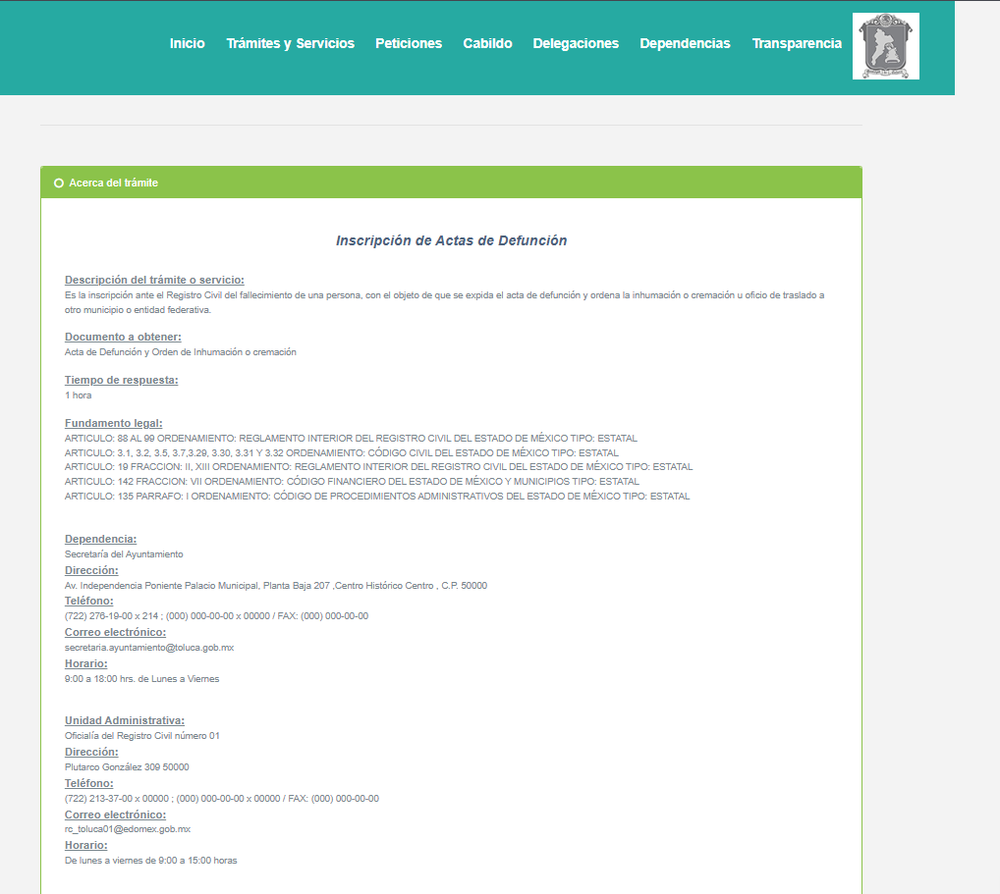 Inicio Trámites y Servicios Peticiones Cabildo Delegaciones Dependencias Transparencia
Acerca del trámite
Inscripción de Actas de Defunción
Descripción del trámite o servicio:
Es la inscripción ante el Registro Civil del fallecimiento de una persona, con el objeto de que se expida el acta de defunción y ordena la inhumación o cremación u oficio de traslado a
otro municipio o entidad federativa.
Documento a obtener:
Acta de Defunción y Orden de Inhumación o cremación
Tiempo de respuesta:
1 hora
Fundamento legal:
ARTICULO: 88 AL 99 ORDENAMIENTO: REGLAMENTO INTERIOR DEL REGISTRO CIVIL DEL ESTADO DE MÉXICO TIPO: ESTATAL
ARTICULO: 3.1, 3.2, 3.5, 3.7,3.29, 3.30, 3.31 Y 3.32 ORDENAMIENTO: CÓDIGO CIVIL DEL ESTADO DE MÉXICO TIPO: ESTATAL
ARTICULO: 19 FRACCION: II, XIII ORDENAMIENTO: REGLAMENTO INTERIOR DEL REGISTRO CIVIL DEL ESTADO DE MÉXICO TIPO: ESTATAL
ARTICULO: 142 FRACCION: VII ORDENAMIENTO: CÓDIGO FINANCIERO DEL ESTADO DE MÉXICO Y MUNICIPIOS TIPO: ESTATAL
ARTICULO: 135 PARRAFO: I ORDENAMIENTO: CÓDIGO DE PROCEDIMIENTOS ADMINISTRATIVOS DEL ESTADO DE MÉXICO TIPO: ESTATAL
Dependencia:
Secretaría del Ayuntamiento
Dirección:
Av. Independencia Poniente Palacio Municipal, Planta Baja 207 ,Centro Histórico Centro , C.P. 50000
Teléfono:
(722) 276-19-00 x 214 ; (000) 000-00-00 x 00000 / FAX: (000) 000-00-00
Correo electrónico:
secretaria.ayuntamiento@toluca.gob.mx
Horario:
9:00 a 18:00 hrs. de Lunes a Viernes
Unidad Administrativa:
Oficialía del Registro Civil número 01
Dirección:
Plutarco González 309 50000
Teléfono:
(722) 213-37-00 x 00000 ; (000) 000-00-00 x 00000 / FAX: (000) 000-00-00
Correo electrónico:
rc_toluca01@edomex.gob.mx
Horario:
De lunes a viernes de 9:00 a 15:00 horas